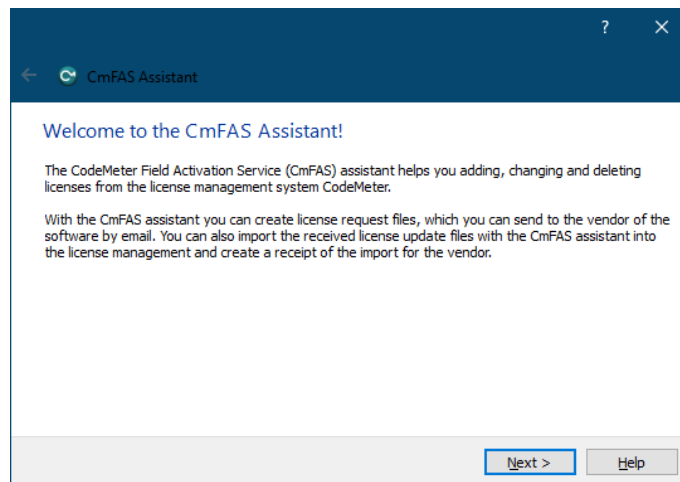 ?
CmFAS Assistant
Welcome to the CmFAS Assistant!
The CodeMeter Field Activation Service (CmFAS) assistant helps you adding, changing and deleting
licenses from the license management system CodeMeter.
With the CmFAS assistant you can create license request files, which you can send to the vendor of the
software by email. You can also import the received license update files with the CmFAS assistant into
the license management and create a receipt of the import for the vendor.
Next > Help